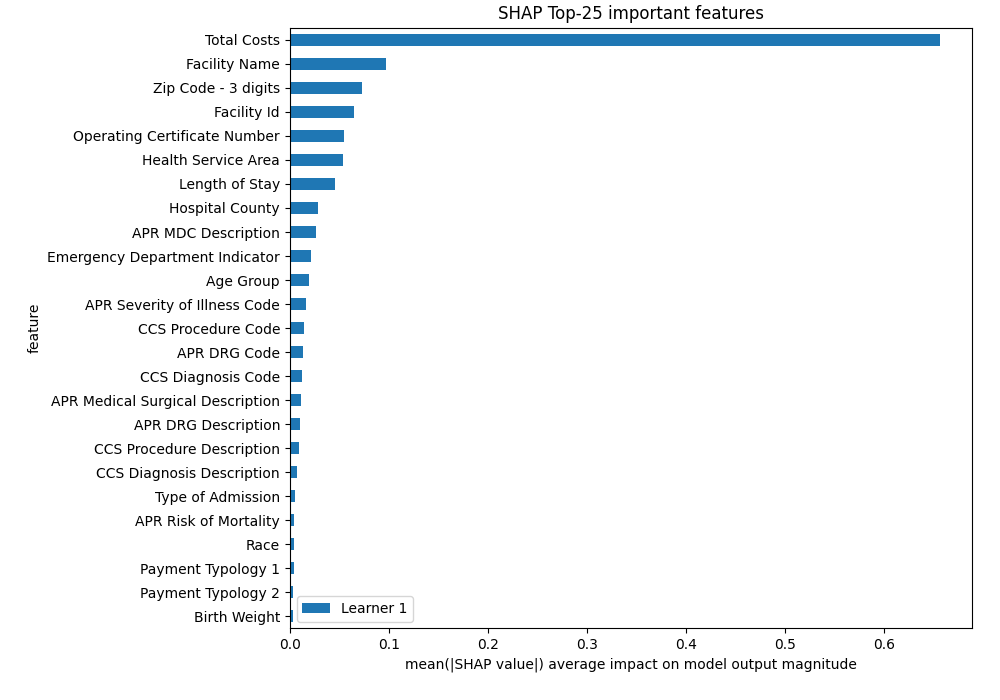 SHAP Top-25 important features
Total Costs
Facility Name
Zip Code - 3 digits
Facility Id
Operating Certificate Number
Health Service Area
Length of Stay
Hospital County
APR MDC Description
Emergency Department Indicator
Age Group
APR Severity of Illness Code
CCS Procedure Code
APR DRG Code
CCS Diagnosis Code
APR Medical Surgical Description
APR DRG Description
CCS Procedure Description
CCS Diagnosis Description
Type of Admission
APR Risk of Mortality
Race
Payment Typology 1
Payment Typology 2
Birth Weight
feature
Learner 1
0.0 0.1 0.2 0.3 0.4 0.5 0.6
mean(|SHAP value|) average impact on model output magnitude